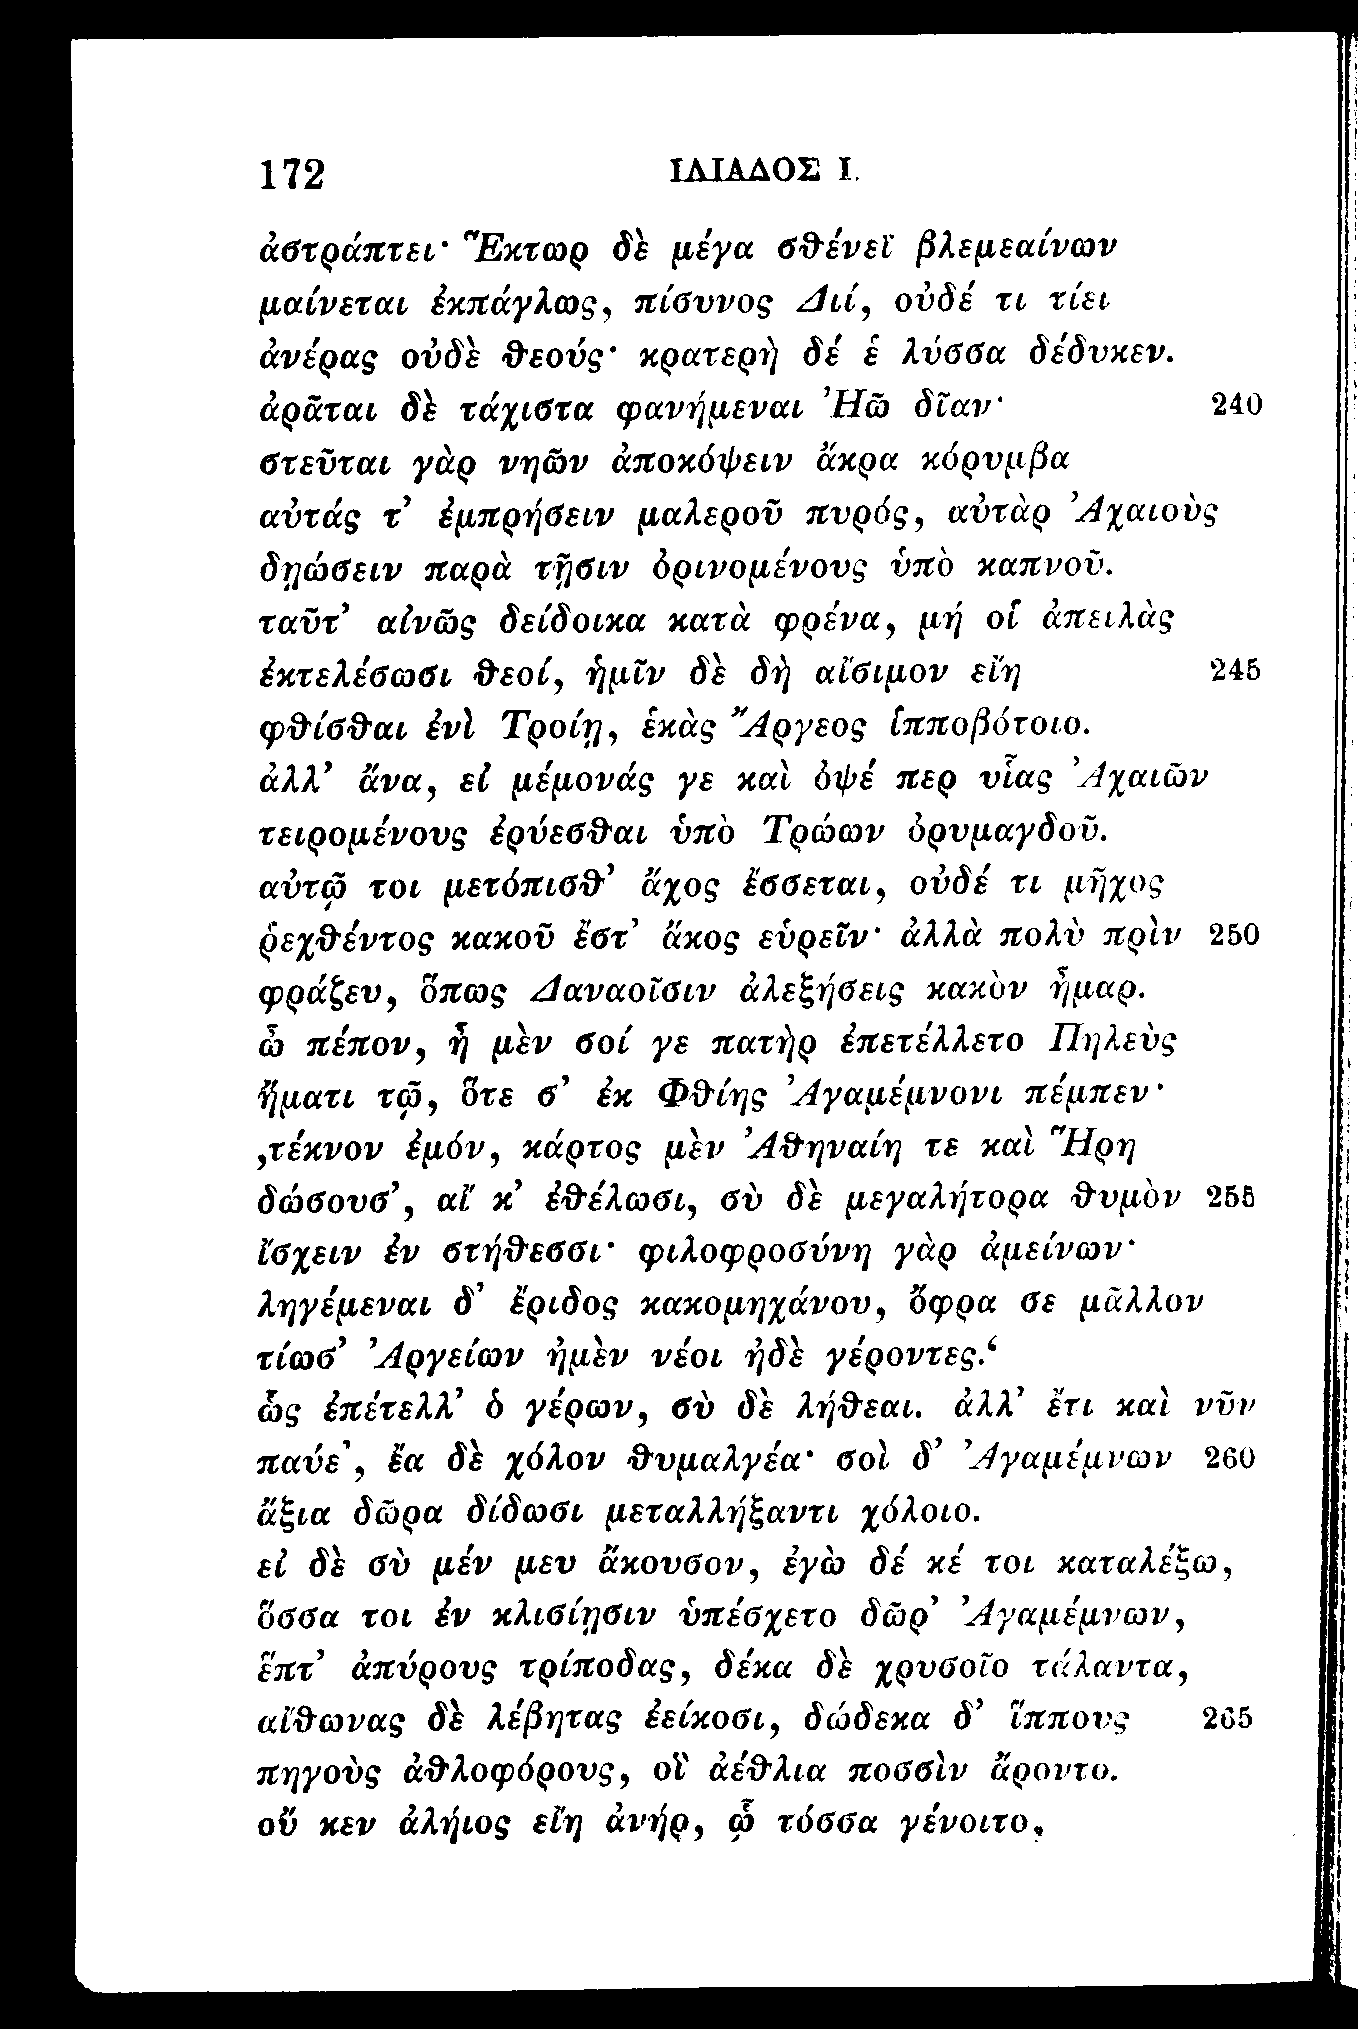 172 ΙΛΙΑΔΟΣ Ι.
ἀστράπτει· Ἕκτωρ δὲ μέγα σθένεϊ βλεμεαίνων
μαίνεται ἐκπάγλως, πίσυνος Διί, οὐδέ τι τίει
ἀνέρας οὐδὲ θεούς· κρατερὴ δέ ἑ λύσσα δέδυκεν.
ἀρᾶται δὲ τάχιστα φανήμεναι Ἠῶ δῖαν· 240
στεῦται γὰρ νηῶν ἀποκόψειν ἄκρα κόρυμβα
αὐτάς τ’ ἐμπρήσειν μαλεροῦ πυρός, αὐτὰρ Ἀχαιοὺς
δῃώσειν παρὰ τῇσιν ὀρινομένους ὑπὸ καπνοῦ.
ταῦτ’ αἰνῶς δείδοικα κατὰ φρένα, μή οἱ ἀπειλὰς
ἐκτελέσωσι θεοί, ἡμῖν δὲ δὴ αἴσιμον εἴη 245
φθίσθαι ἐνὶ Τροίῃ, ἑκὰς Ἄργεος ἱπποβότοιο.
ἀλλ’ ἄνα, εἰ μέμονάς γε καὶ ὀψέ περ υἷας Ἀχαιῶν
τειρομένους ἐρύεσθαι ὑπὸ Τρώων ὀρυμαγδοῦ.
αὐτῷ τοι μετόπισθ’ ἄχος ἔσσεται, οὐδέ τι μῆχος
ῥεχθέντος κακοῦ ἔστ’ ἄκος εὑρεῖν· ἀλλὰ πολὺ πρὶν 250
φράζευ, ὅπως Δαναοῖσιν ἀλεξήσεις κακὸν ἦμαρ.
ὦ πέπον, ἦ μὲν σοί γε πατὴρ ἐπετέλλετο Πηλεὺς
ἤματι τῷ, ὅτε σ’ ἐκ Φθίης Ἀγαμέμνονι πέμπεν·
‚τέκνον ἐμόν, κάρτος μὲν Ἀθηναίη τε καὶ Ἥρη
δώσουσ’, αἴ κ’ ἐθέλωσι, σὺ δὲ μεγαλήτορα θυμὸν 255
ἴσχειν ἐν στήθεσσι· φιλοφροσύνη γὰρ ἀμείνων·
ληγέμεναι δ’ ἔριδος κακομηχάνου, ὄφρα σε μᾶλλον
τίωσ’ Ἀργείων ἠμὲν νέοι ἠδὲ γέροντες.‘
ὣς ἐπέτελλ’ ὁ γέρων, σὺ δὲ λήθεαι. ἀλλ’ ἔτι καὶ νῦν
παύε’, ἔα δὲ χόλον θυμαλγέα· σοὶ δ’ Ἀγαμέμνων 260
ἄξια δῶρα δίδωσι μεταλλήξαντι χόλοιο.
εἰ δὲ σὺ μέν μευ ἄκουσον, ἐγὼ δέ κέ τοι καταλέξω,
ὅσσα τοι ἐν κλισίῃσιν ὑπέσχετο δῶρ’ Ἀγαμέμνων,
ἕπτ’ ἀπύρους τρίποδας, δέκα δὲ χρυσοῖο τάλαντα,
αἴθωνας δὲ λέβητας ἐείκοσι, δώδεκα δ’ ἵππους 265
πηγοὺς ἀθλοφόρους, οἳ ἀέθλια ποσσὶν ἄροντο.
οὔ κεν ἀλήιος εἴη ἀνήρ, ᾧ τόσσα γένοιτο,